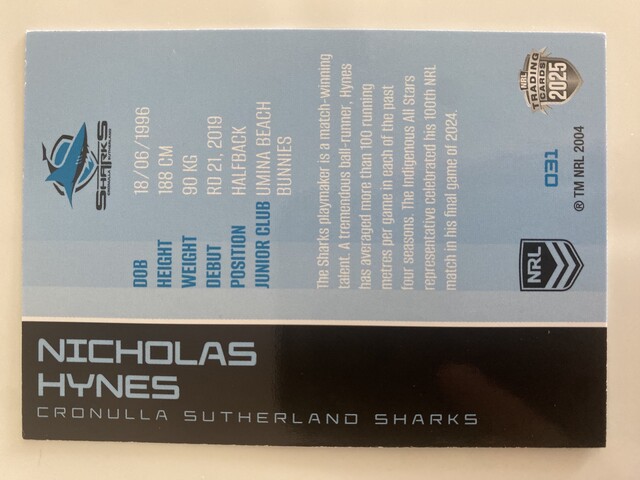 NICHOLAS
HYNES
CRONULLA SUTHERLAND SHARKS
SHARKS
DOB 18/06/1996
HEIGHT 188 CM
WEIGHT 90 KG
DEBUT RD 21, 2019
POSITION HALFBACK
JUNIOR CLUB UMINA BEACH
BUNNIES
The Sharks playmaker is a match-winning
talent. A tremendous ball-runner, Hynes
has averaged more than 100 running
metres per game in each of the past
four seasons. The Indigenous All Stars
representative celebrated his 100th NRL
match in his final game of 2024.
NRL
031
® TM NRL 2004
NRL
TRADING
CARDS
2025